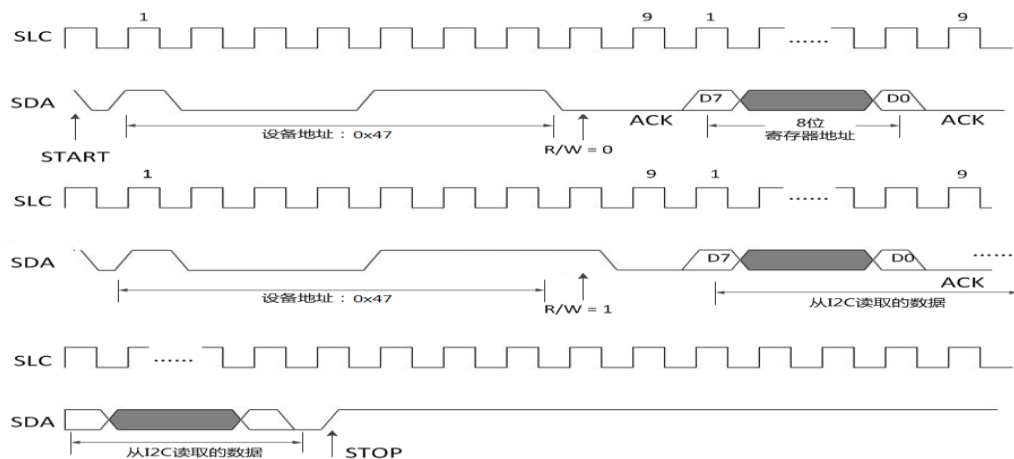 1 9 1 9
SLC
SDA D7 D0
ACK ACK
设备地址：0x47 8位
寄存器地址
START R/W = 0
1 9 1 9
SLC
SDA D7 D0
ACK
设备地址：0x47 R/W = 1 从I2C读取的数据
SLC
SDA
从I2C读取的数据 STOP